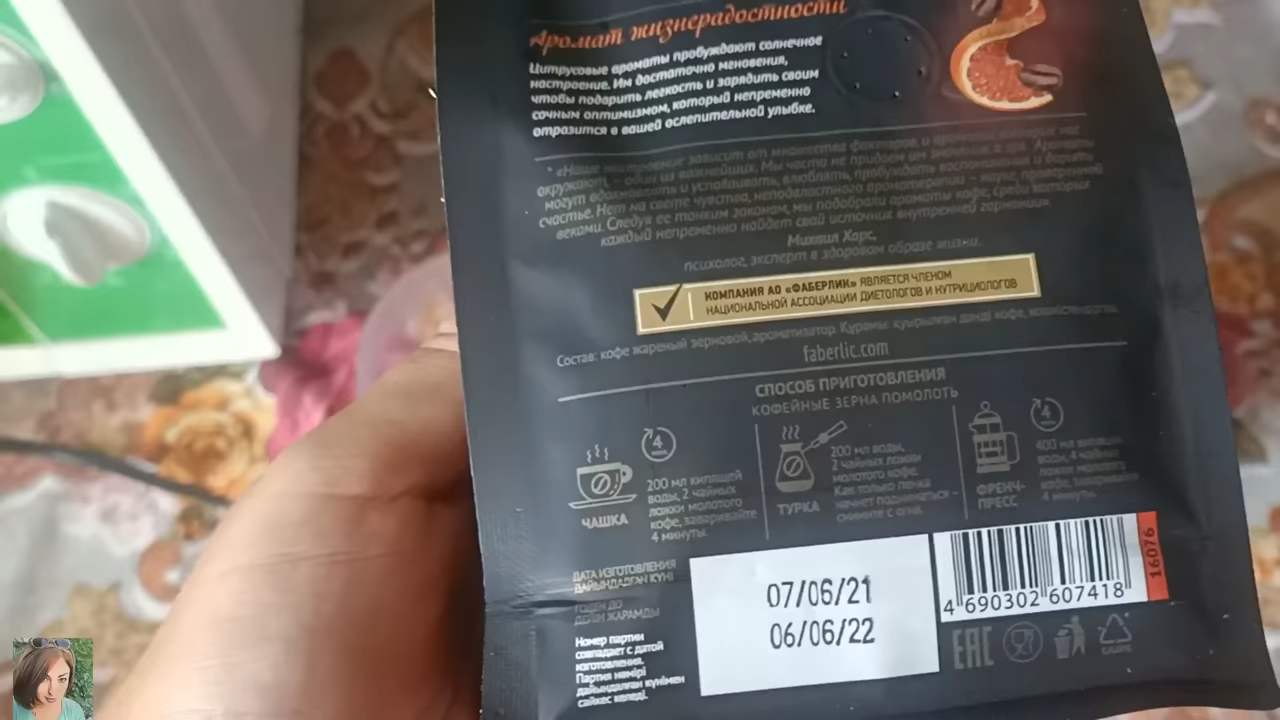 Аромат жизнерадостности
Цитрусовые ароматы пробуждают солнечное
настроение. Им достаточно мгновения,
чтобы подарить легкость и зарядить своим
сочным оптимизмом, который непременно
отразится в вашей ослепительной улыбке.
* «Наше настроение зависит от множества факторов, и ароматы, которые нас
окружают, – одни из важнейших. Мы часто не придаем им значения, а зря. Ароматы
могут вдохновлять и успокаивать, влюблять, пробуждать воспоминания и дарить
счастье. Нет на свете чувства, неподвластного ароматерапии – науке, проверенной
веками. Следуя ее тонким законам, мы подобрали ароматы кофе, среди которых
каждый непременно найдет свой источник внутренней гармонии».
Михаил Харс,
психолог, эксперт в здоровом образе жизни.
КОМПАНИЯ АО «ФАБЕРЛИК» ЯВЛЯЕТСЯ ЧЛЕНОМ
НАЦИОНАЛЬНОЙ АССОЦИАЦИИ ДИЕТОЛОГОВ И НУТРИЦИОЛОГОВ
Состав: кофе жареный зерновой, ароматизатор. Құрамы: қуырылған дәнді кофе, хошиістендіргіш.
faberlic.com
СПОСОБ ПРИГОТОВЛЕНИЯ
КОФЕЙНЫЕ ЗЕРНА ПОМОЛОТЬ
4 мин
ЧАШКА
200 мл кипящей
воды, 2 чайных
ложки молотого
кофе, заваривайте
4 минуты.
ТУРКА
200 мл воды,
2 чайных ложки
молотого кофе.
Как только пенка
начнет подниматься –
снимите с огня.
4 мин
ФРЕНЧ-
ПРЕСС
400 мл кипящей
воды, 4 чайных
ложки молотого
кофе, заваривайте
4 минуты.
ДАТА ИЗГОТОВЛЕНИЯ
ДАЙЫНДАЛҒАН КҮНІ
ГОДЕН ДО
ДЕЙІН ЖАРАМДЫ
07/06/21
06/06/22
Номер партии
совпадает с датой
изготовления.
Партия нөмірі
дайындалған күнімен
сәйкес келеді.
4 690302 607418
16076
EAC